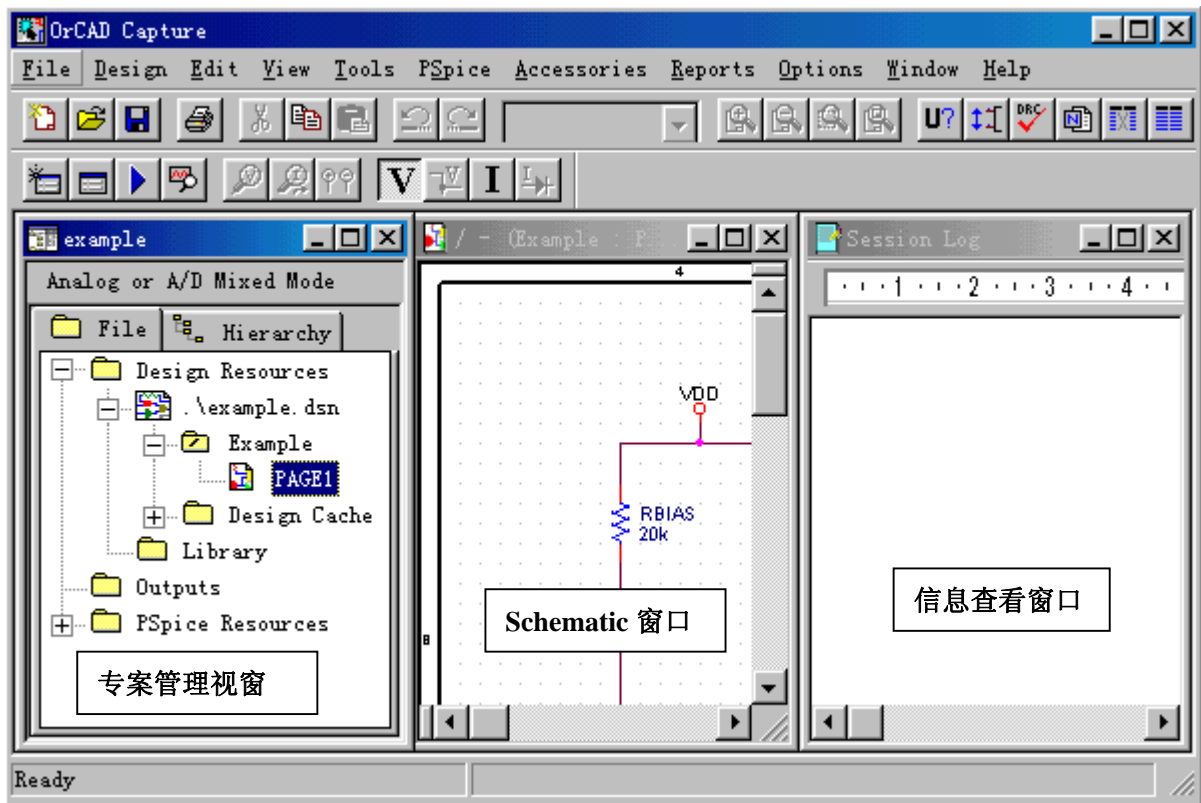 OrCAD Capture
File Design Edit View Tools PSpice Accessories Reports Options Window Help
U? DRC N
V V I I
example
Analog or A/D Mixed Mode
File Hierarchy
Design Resources
.\example.dsn
Example
PAGE1
Design Cache
Library
Outputs
PSpice Resources
专案管理视窗
/ - (Example : P...
4
VDD
RBIAS
20k
B
Schematic 窗口
Session Log
1 2 3 4
信息查看窗口
Ready